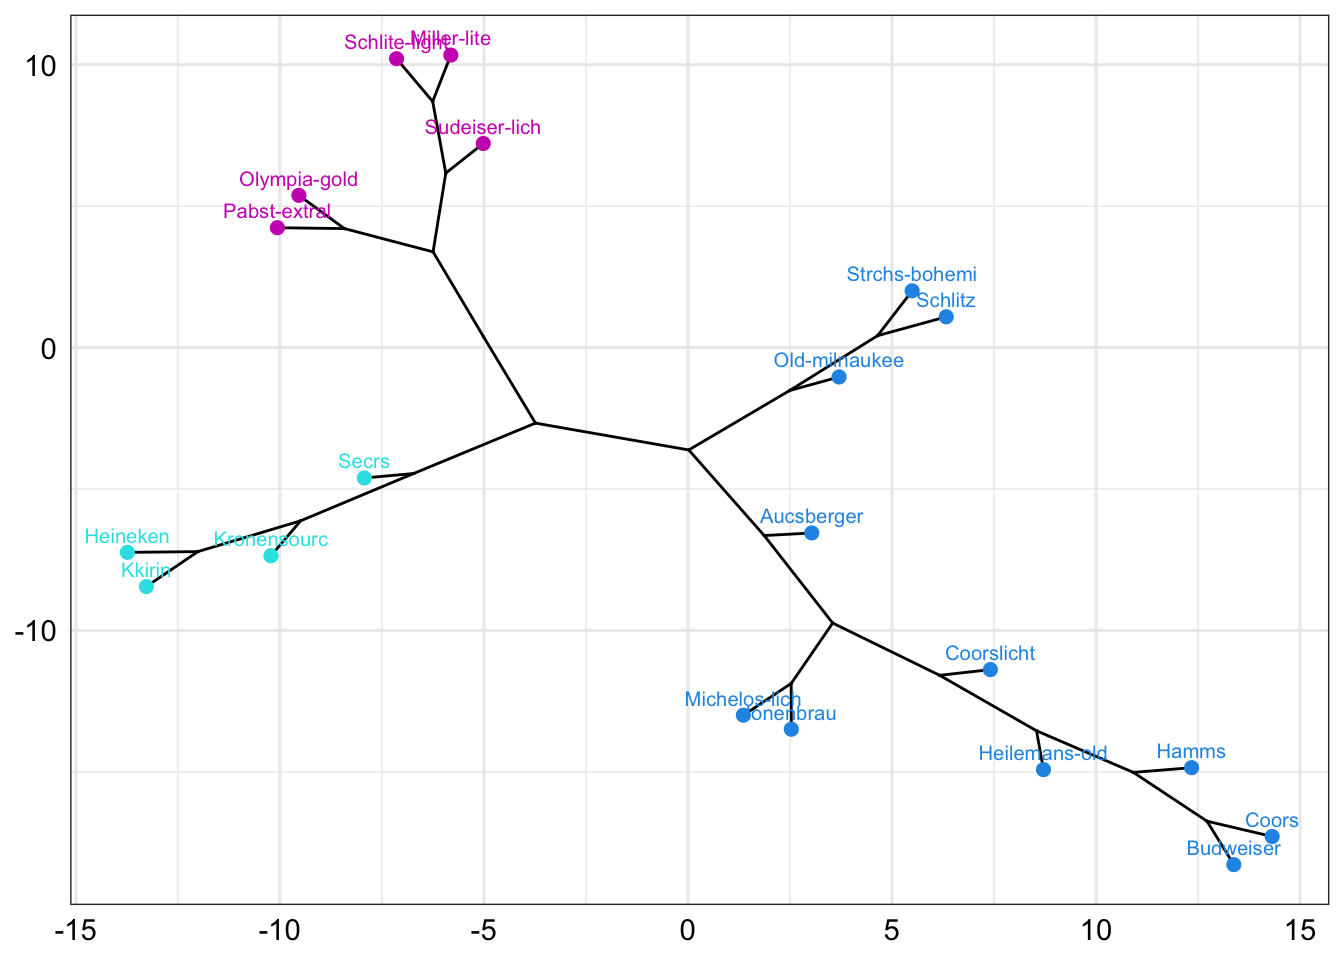 Schlite-light
Miller-lite
Sudeiser-lich
Olympia-gold
Pabst-extral
Strchs-bohemi
Schlitz
Old-milnaukee
Secrs
Heineken
Kronensourc
Kkirin
Aucsberger
Coorslicht
Michelos-lich
onenbrau
Heilemans-old
Hamms
Coors
Budweiser
10
0
-10
-15
-10
-5
0
5
10
15